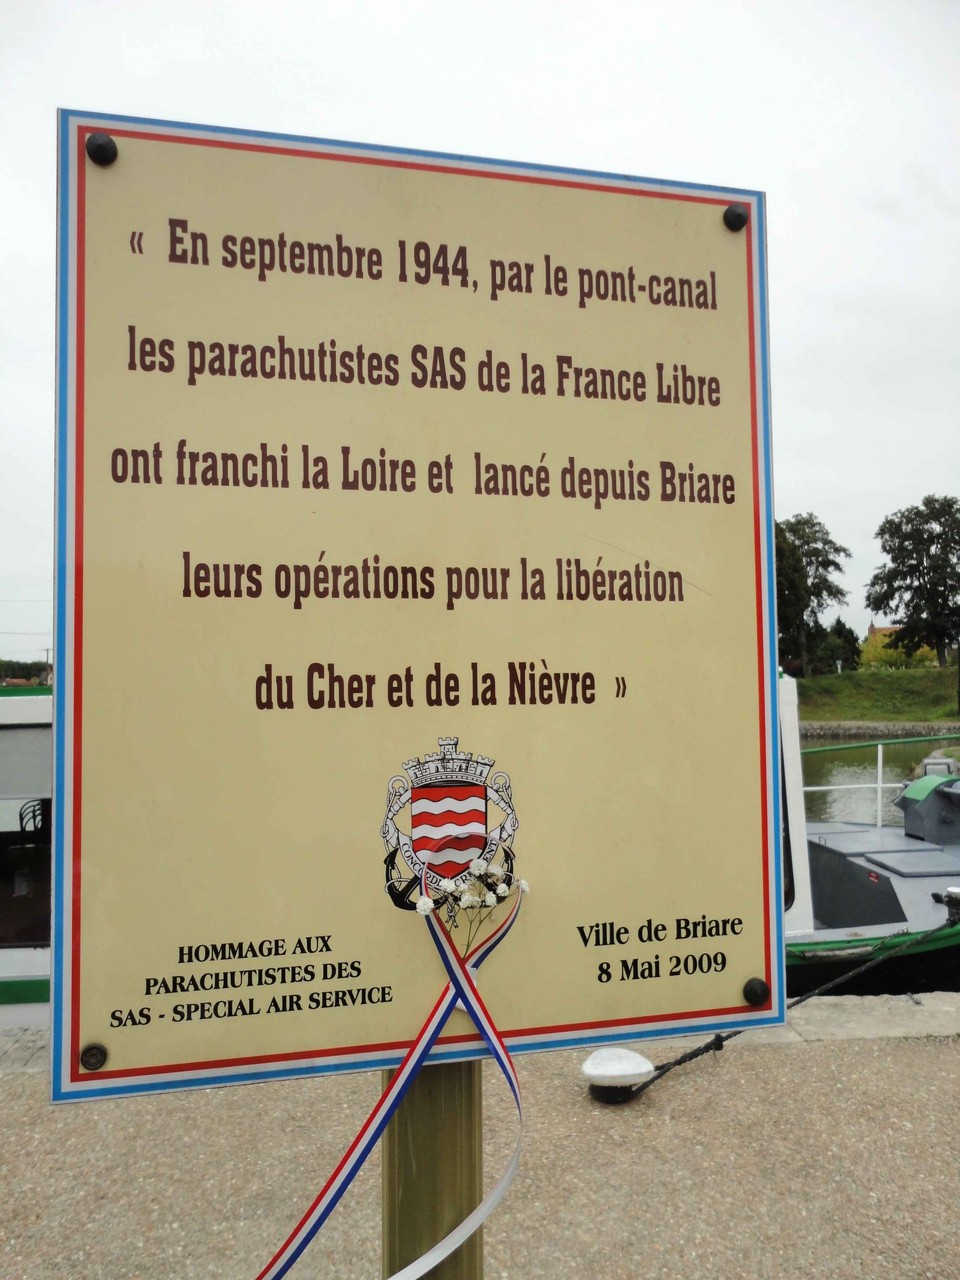 « En septembre 1944, par le pont-canal
les parachutistes SAS de la France Libre
ont franchi la Loire et lancé depuis Briare
leurs opérations pour la libération
du Cher et de la Nièvre »
HOMMAGE AUX
PARACHUTISTES DES
SAS - SPECIAL AIR SERVICE
Ville de Briare
8 Mai 2009